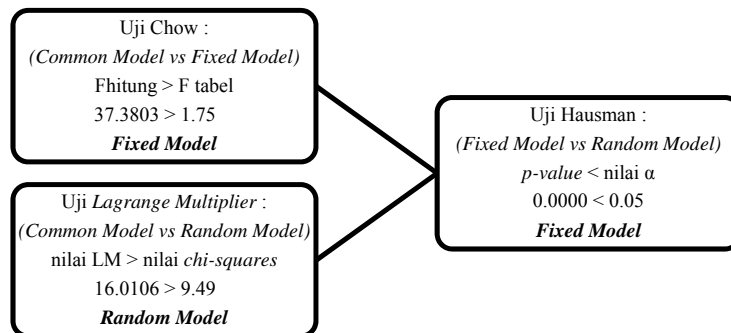 Uji Chow :
(Common Model vs Fixed Model)
Fhitung > F tabel
37.3803 > 1.75
Fixed Model
Uji Lagrange Multiplier :
(Common Model vs Random Model)
nilai LM > nilai chi-squares
16.0106 > 9.49
Random Model
Uji Hausman :
(Fixed Model vs Random Model)
p-value < nilai α
0.0000 < 0.05
Fixed Model